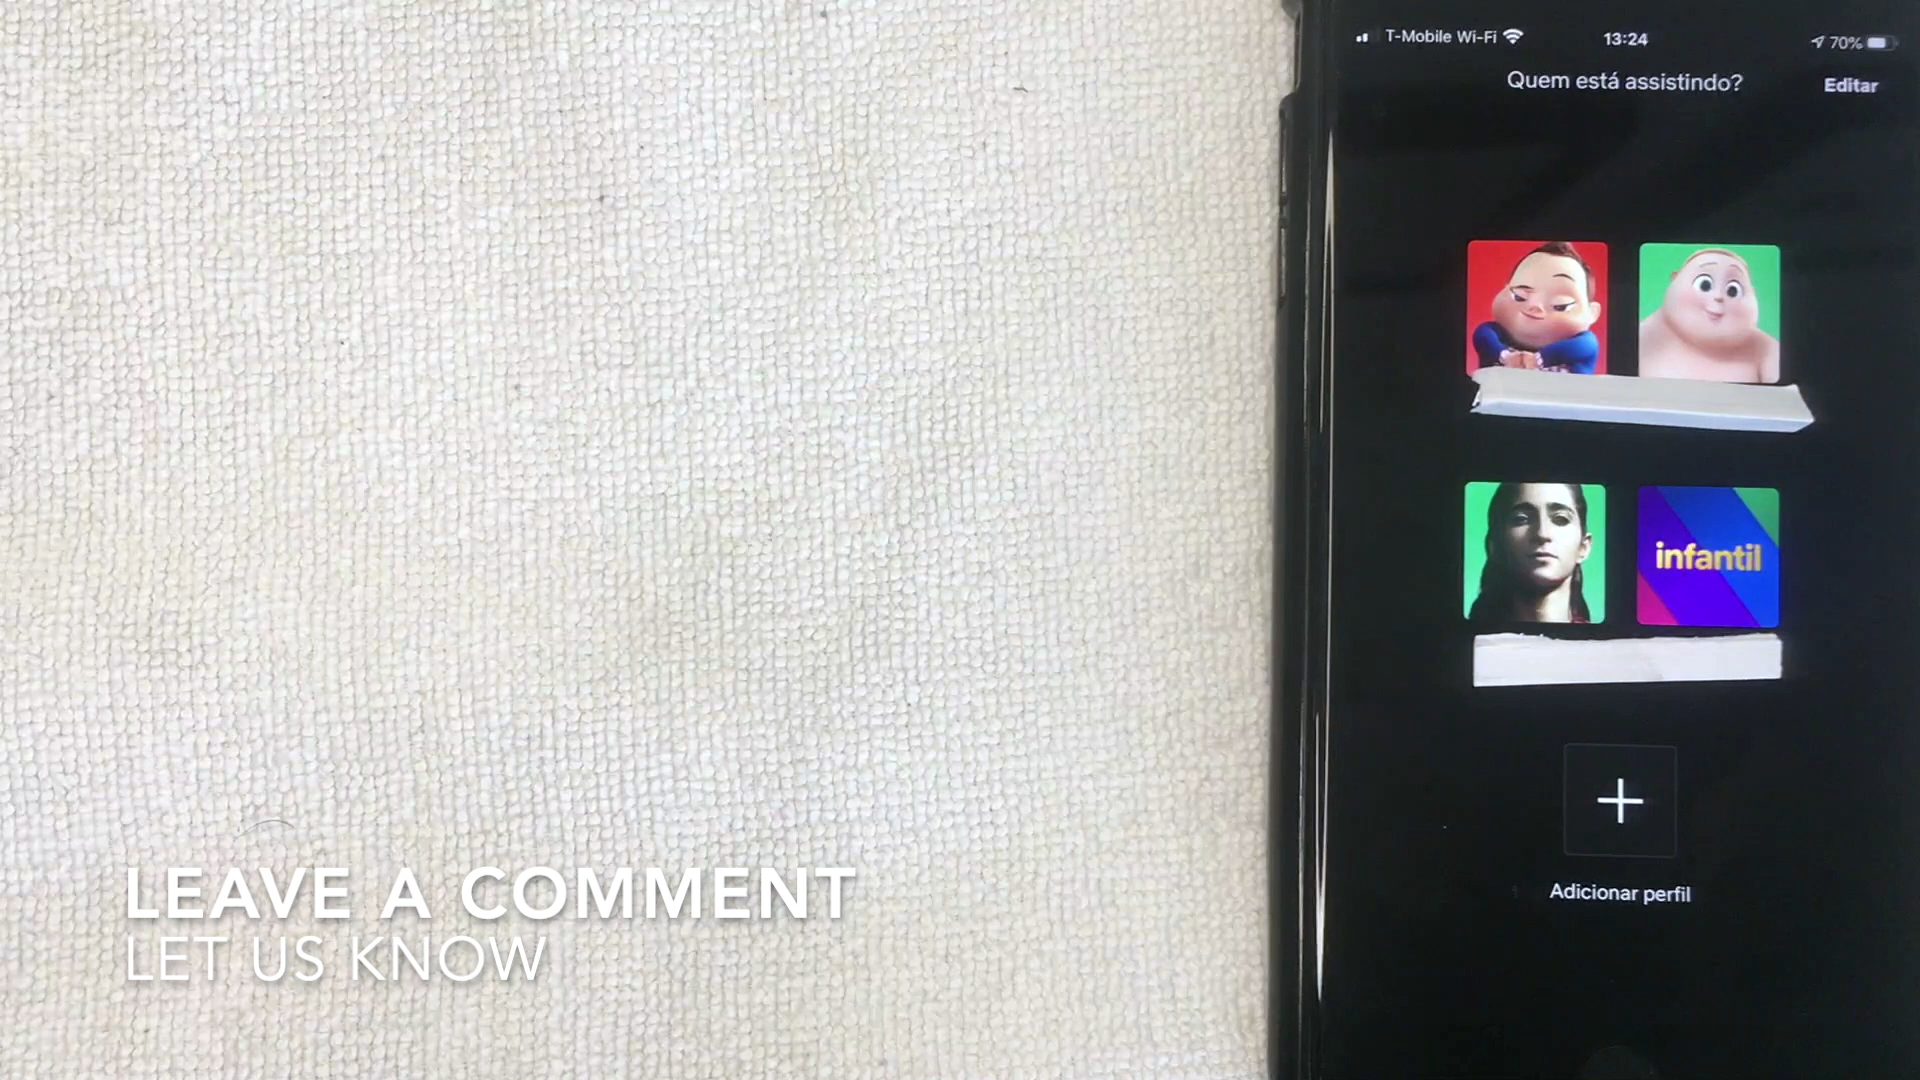 T-Mobile Wi-Fi
13:24
70%
Quem está assistindo?
Editar
infantil
Adicionar perfil
LEAVE A COMMENT
LET US KNOW